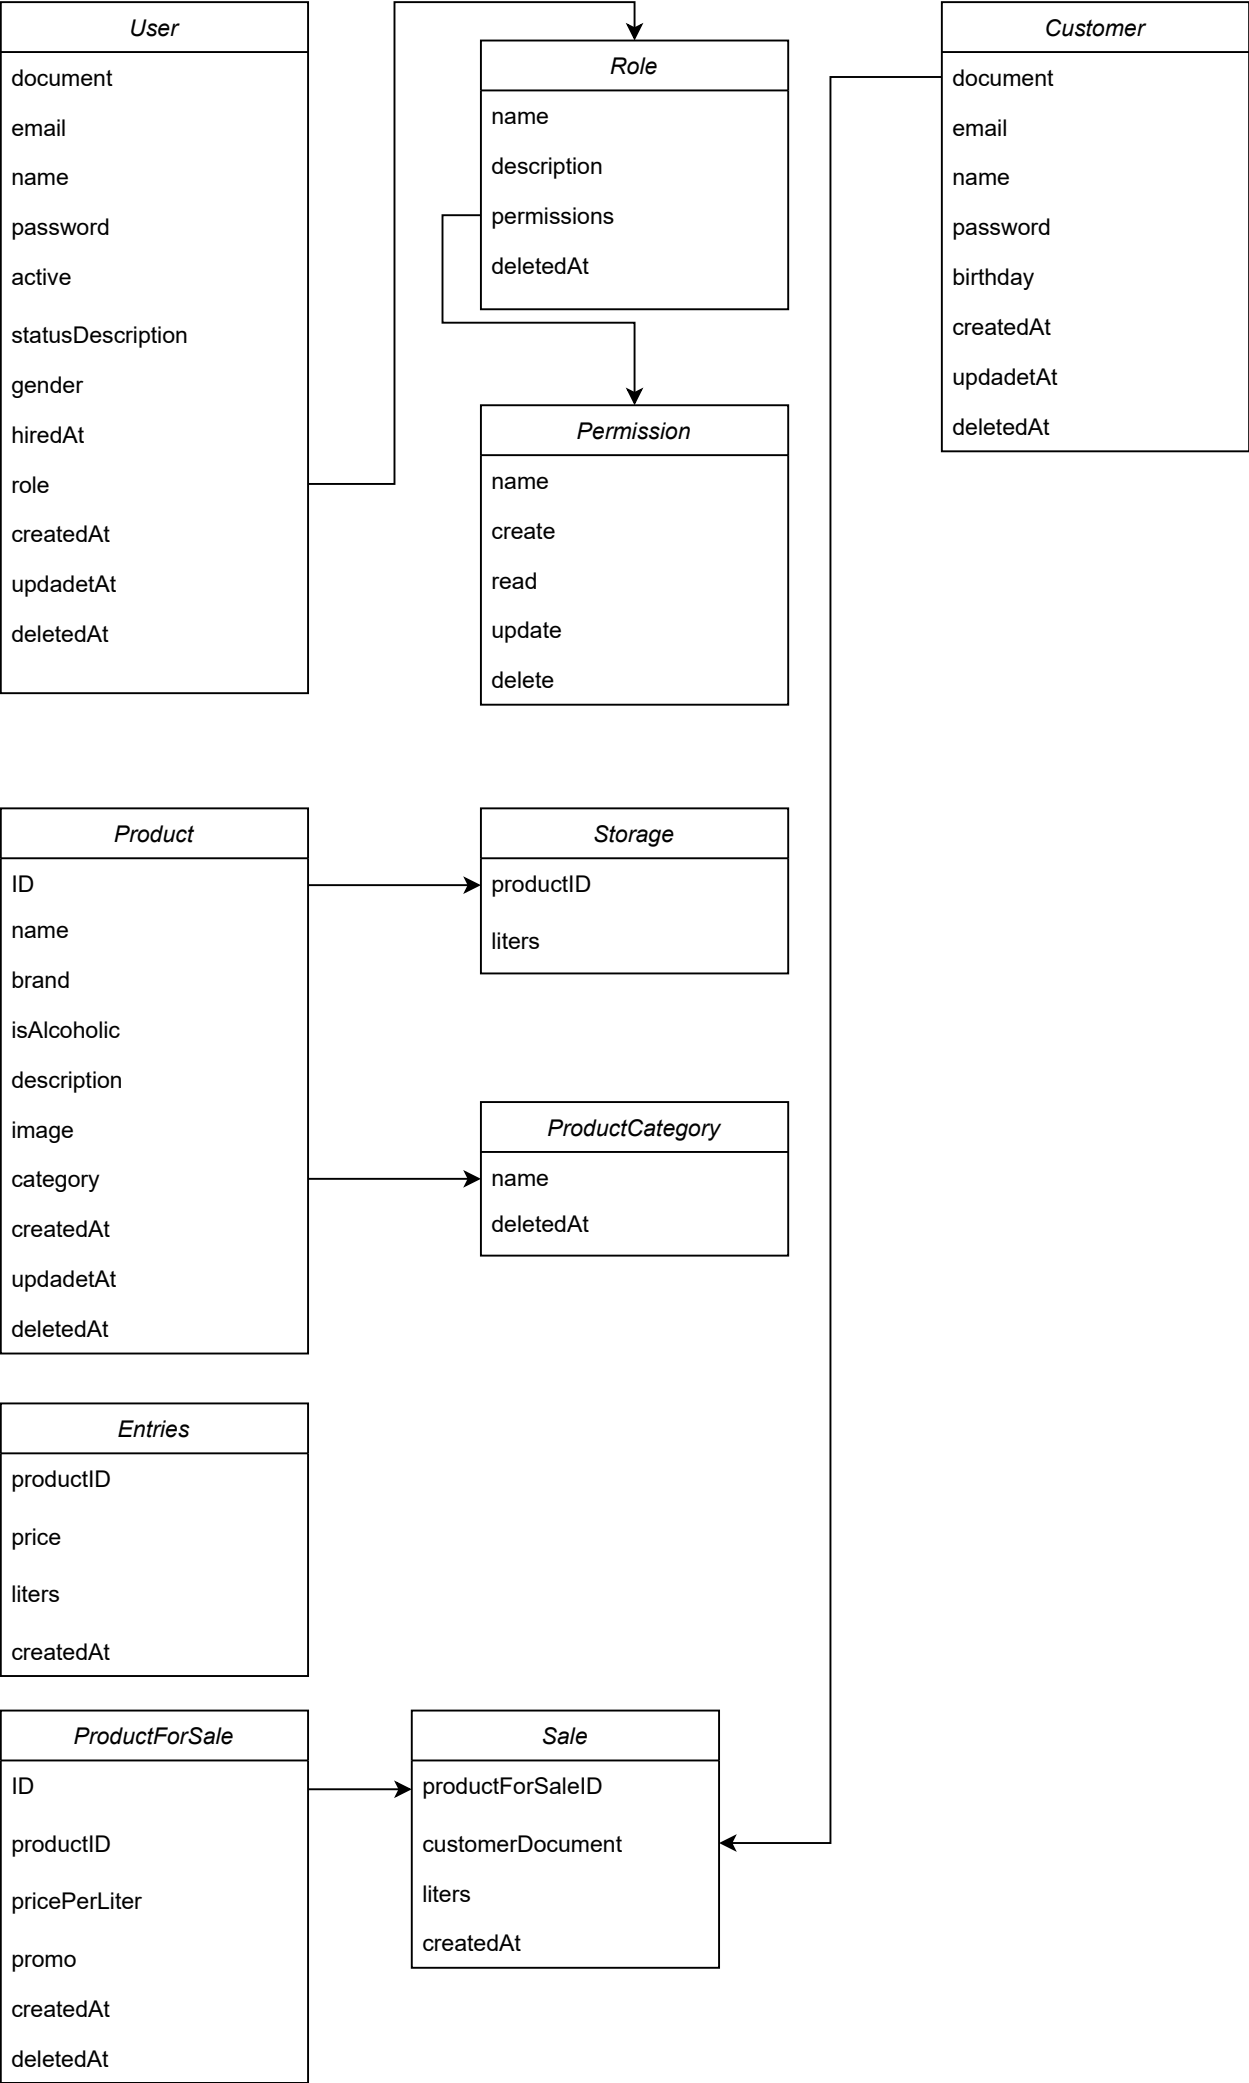 User
document
email
name
password
active
statusDescription
gender
hiredAt
role
createdAt
updadetAt
deletedAt
Role
name
description
permissions
deletedAt
Permission
name
create
read
update
delete
Customer
document
email
name
password
birthday
createdAt
updadetAt
deletedAt
Product
ID
name
brand
isAlcoholic
description
image
category
createdAt
updadetAt
deletedAt
Storage
productID
liters
ProductCategory
name
deletedAt
Entries
productID
price
liters
createdAt
ProductForSale
ID
productID
pricePerLiter
promo
createdAt
deletedAt
Sale
productForSaleID
customerDocument
liters
createdAt